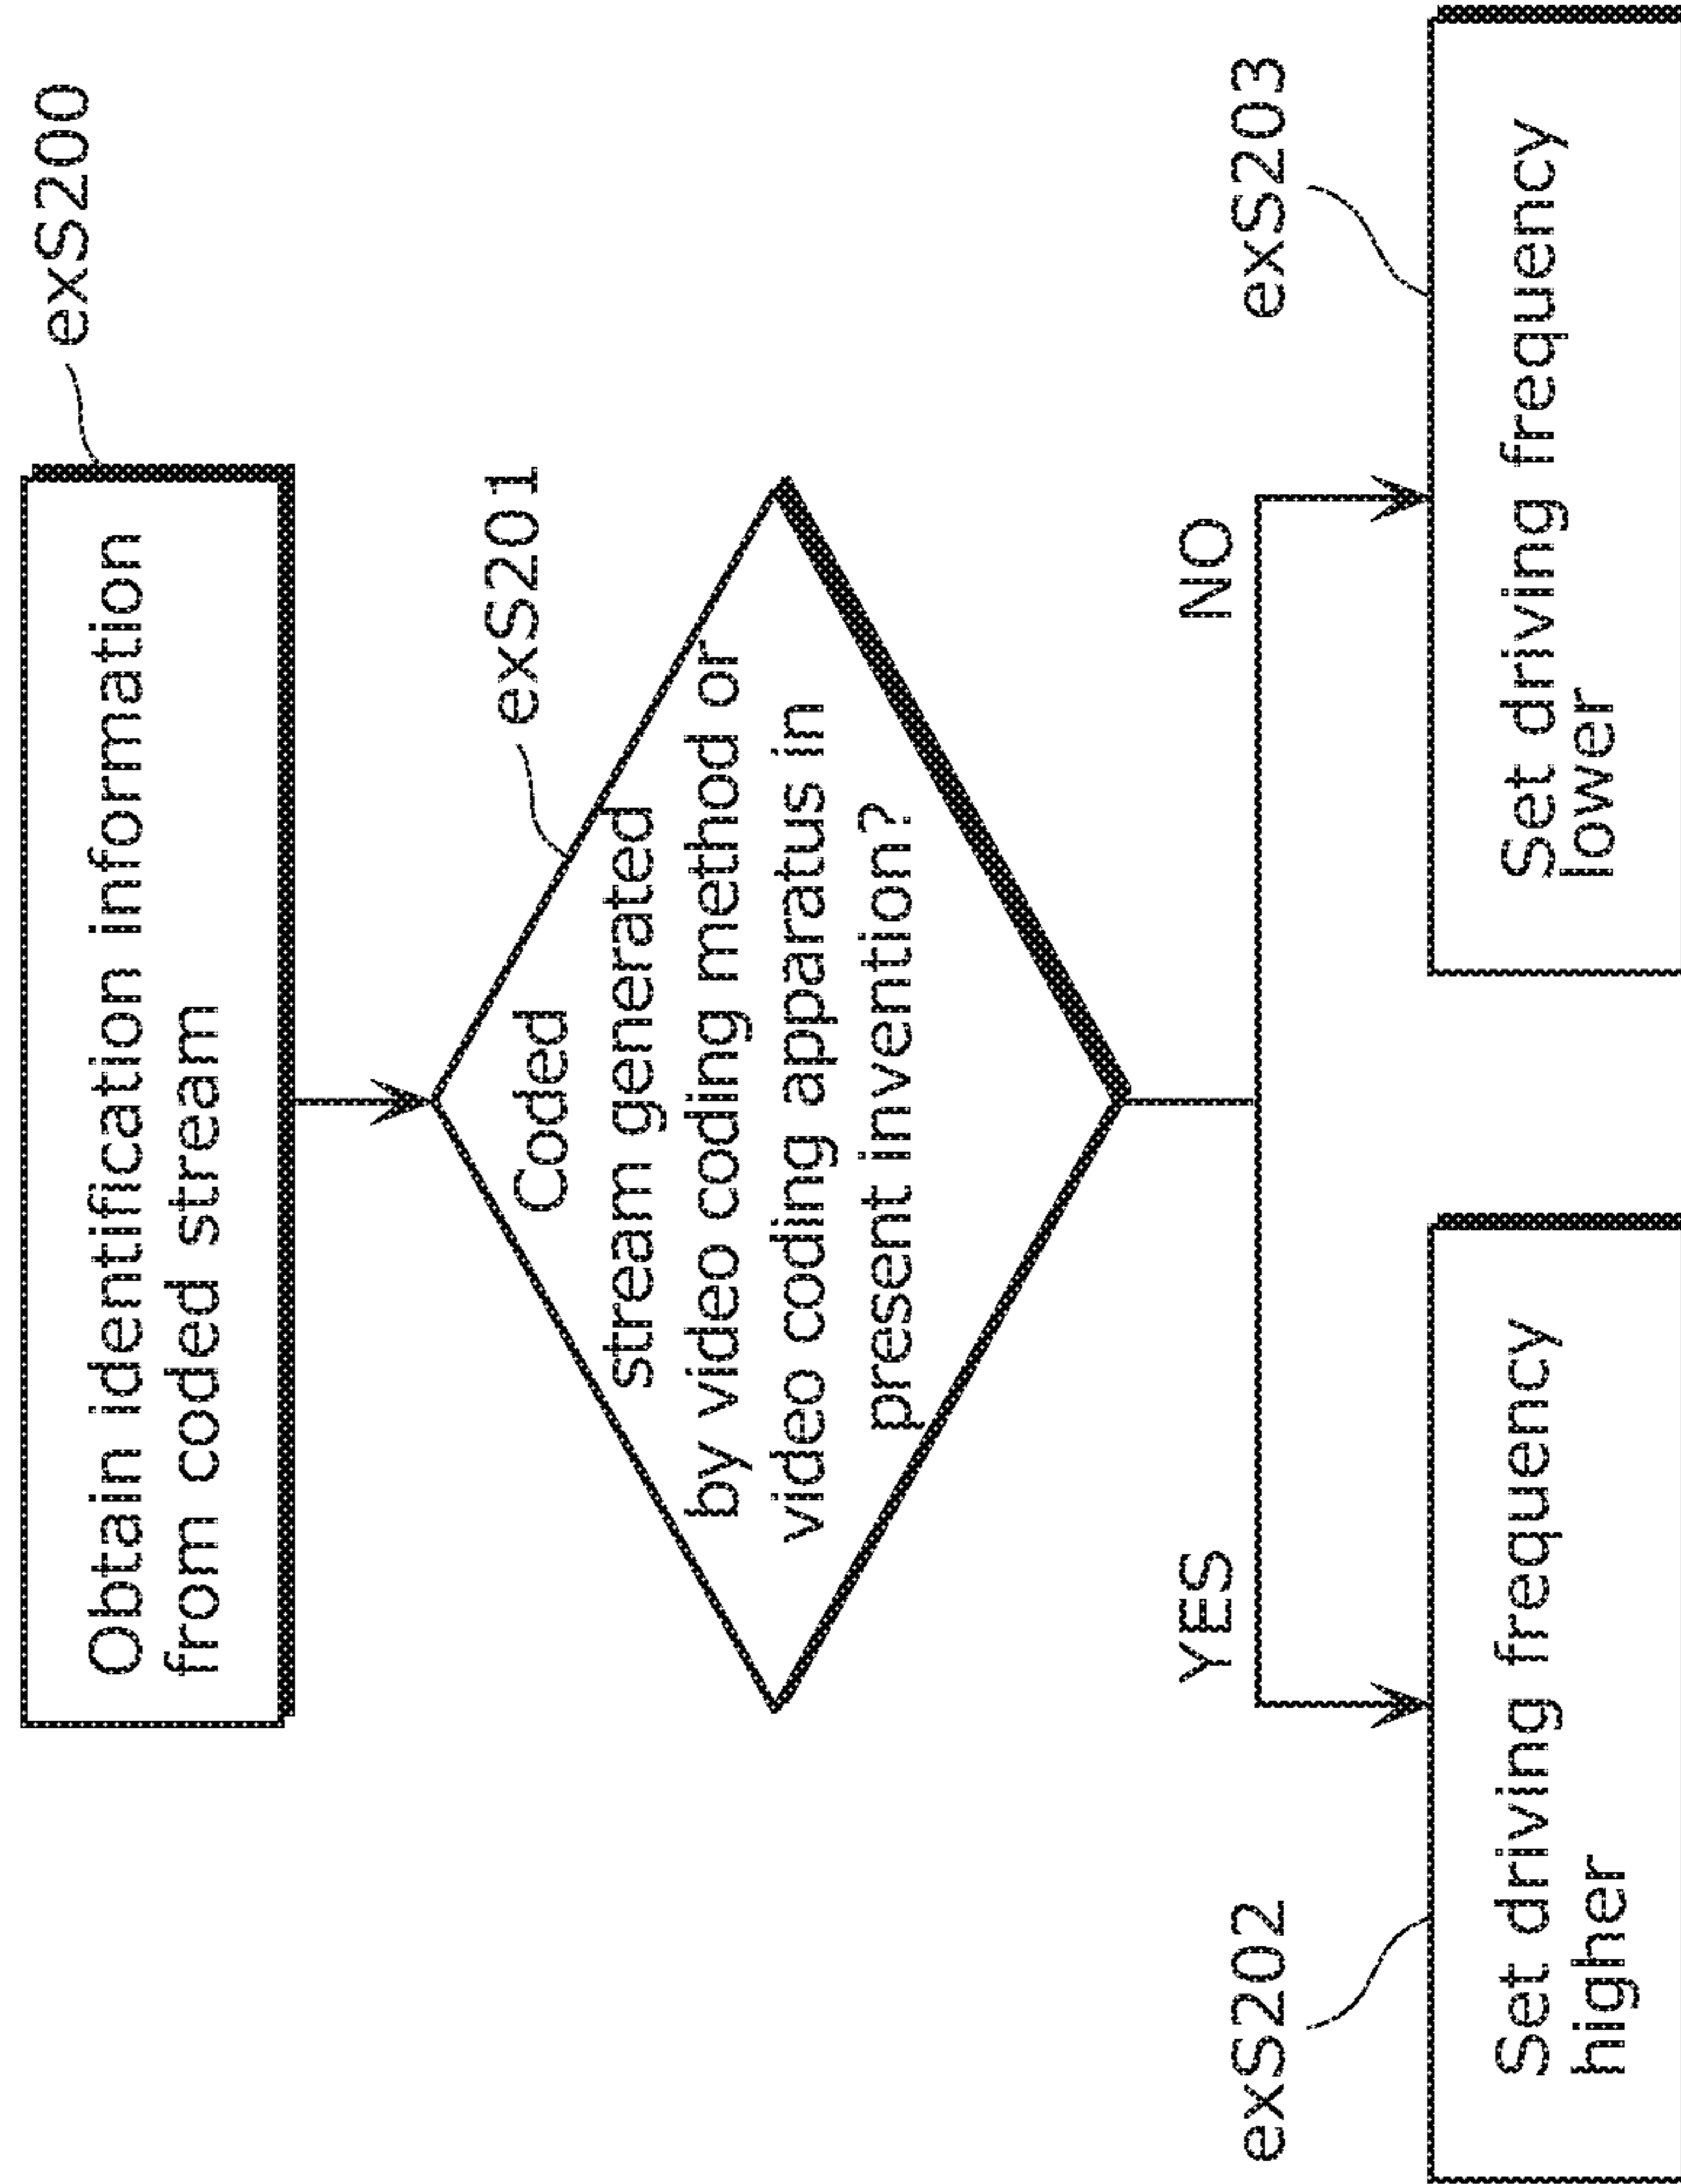 exS200
Obtain identification information
from coded stream
exS201
Coded
stream generated
by video coding method or
video coding apparatus in
present invention?
YES
NO
exS202
exS203
Set driving frequency
higher
Set driving frequency
lower